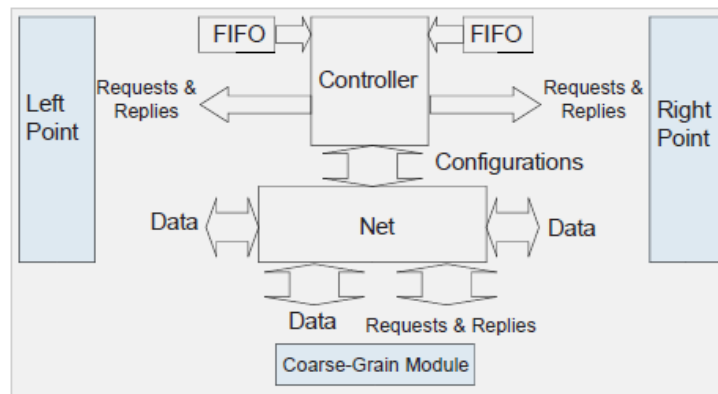 FIFO
FIFO
Controller
Left
Point
Requests &
Replies
Requests &
Replies
Right
Point
Configurations
Data
Net
Data
Data
Requests & Replies
Coarse-Grain Module